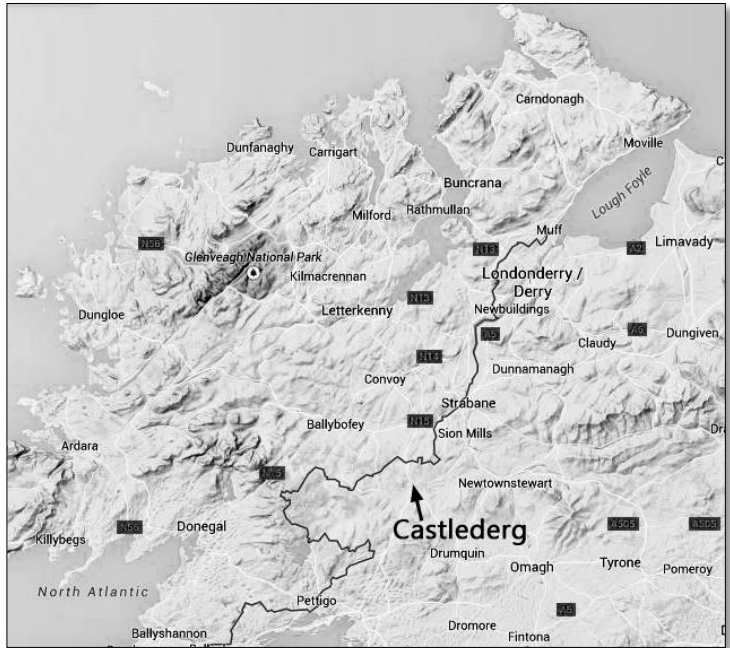 Carndonagh
Dunfanaghy
Carrigart
Moville
Buncrana
Lough Foyle
Milford
Rathmullan
Muff
N56
Glenveagh National Park
N13
A2
Limavady
Kilmacrennan
Londonderry /
Derry
N13
Dungloe
Letterkenny
Newbuildings
A5
A6
Dungiven
Claudy
N14
Dunnamanagh
Convoy
Strabane
Ballybofey
N15
Sion Mills
Ardara
N15
Newtownstewart
N56
Donegal
Castlederg
A505
A505
Killybegs
Drumquin
Omagh
Tyrone
Pomeroy
North Atlantic
Pettigo
A5
Ballyshannon
Dromore
Fintona